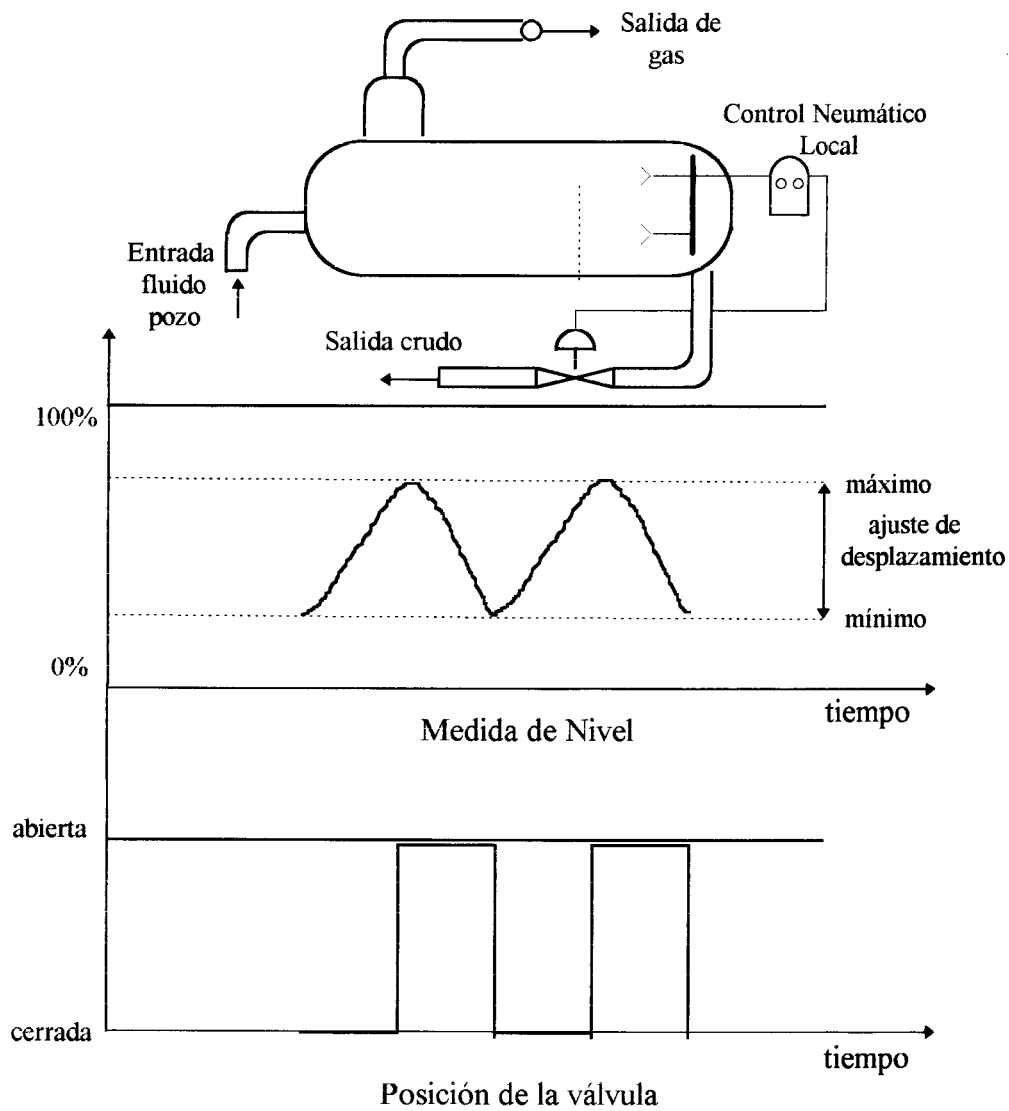 Salida de
gas
Control Neumático
Local
Entrada
fluido
pozo
Salida crudo
100%
máximo
ajuste de
desplazamiento
mínimo
0%
tiempo
Medida de Nivel
abierta
cerrada
tiempo
Posición de la válvula